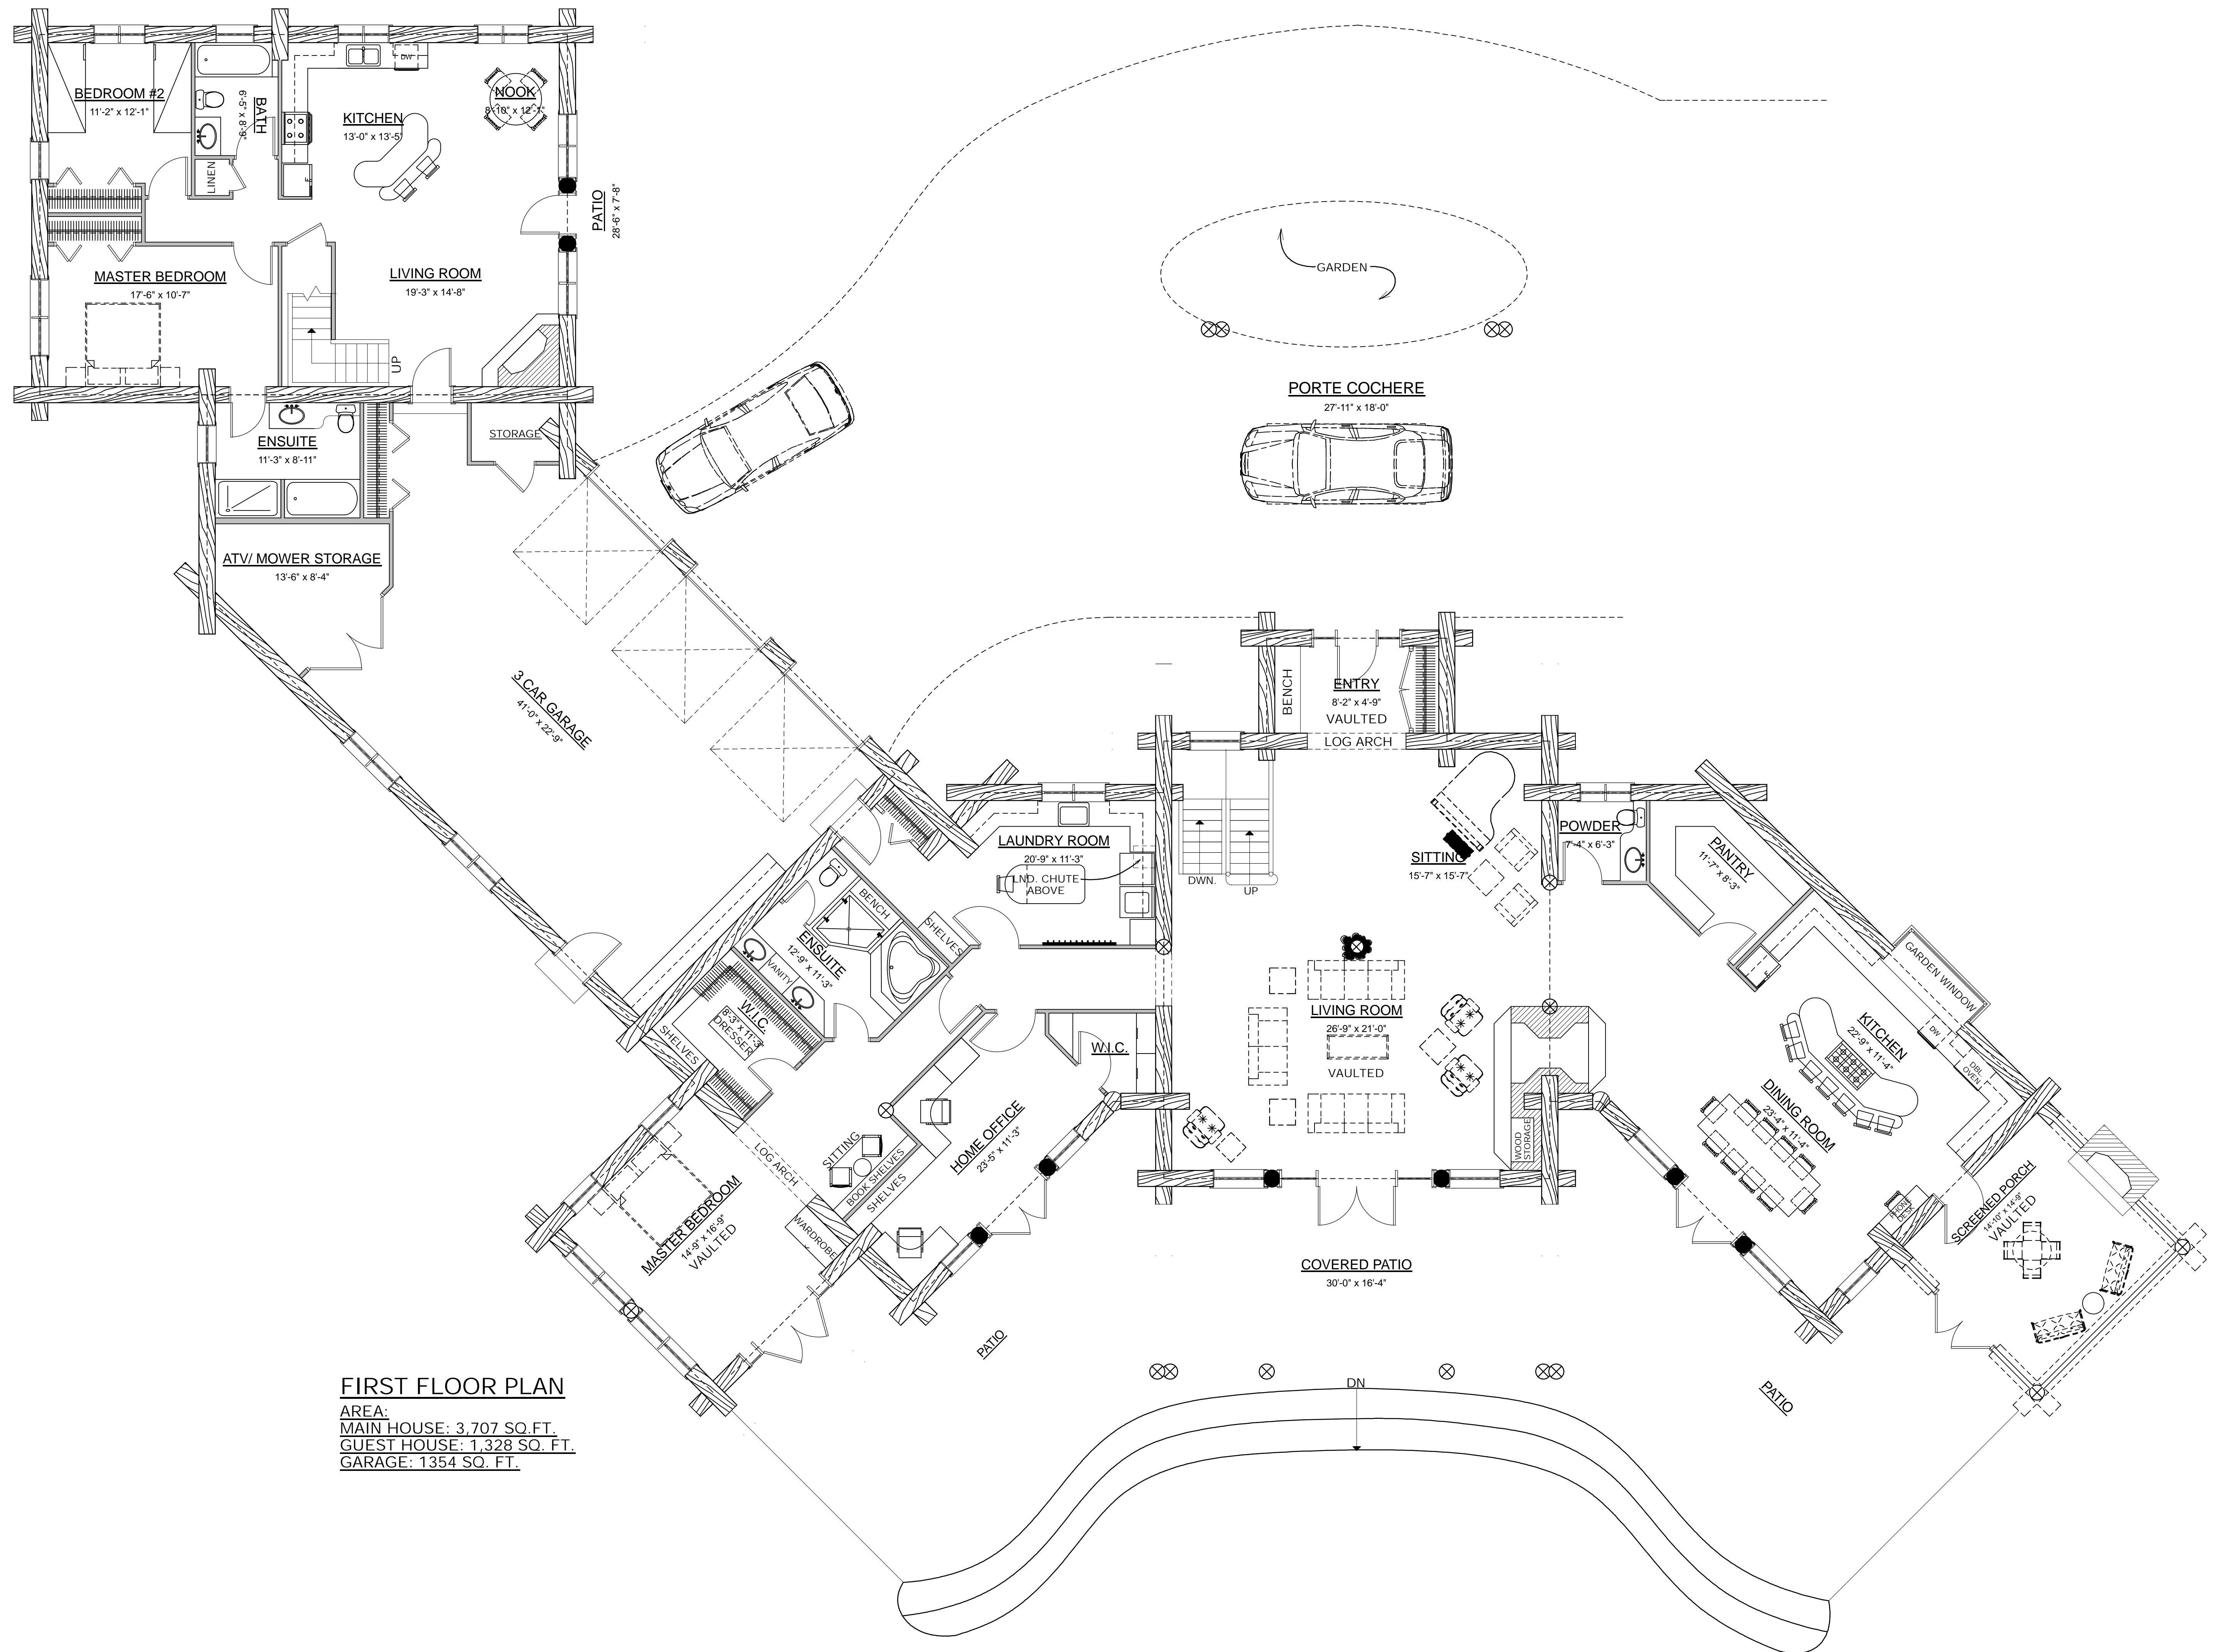 BEDROOM #2
11'-2" x 12'-1"
BATH
6'-5" x 8'-9"
LINEN
KITCHEN
13'-0" x 13'-5"
DW
F
NOOK
8'-10" x 12'-1"
PATIO
28'-6" x 7'-8"
MASTER BEDROOM
17'-6" x 10'-7"
LIVING ROOM
19'-3" x 14'-8"
UP
ENSUITE
11'-3" x 8'-11"
STORAGE
ATV/ MOWER STORAGE
13'-6" x 8'-4"
3 CAR GARAGE
41'-0" x 22'-9"
GARDEN
PORTE COCHERE
27'-11" x 18'-0"
BENCH
ENTRY
8'-2" x 4'-9"
VAULTED
LOG ARCH
LAUNDRY ROOM
20'-9" x 11'-3"
LND. CHUTE
ABOVE
DWN.
UP
SITTING
15'-7" x 15'-7"
POWDER
7'-4" x 6'-3"
PANTRY
11'-7" x 8'-3"
BENCH
SHELVES
ENSUITE
12'-9" x 11'-3"
VANITY
W.I.C.
8'-3" x 11'-3"
DRESSER
SHELVES
W.I.C.
LIVING ROOM
26'-9" x 21'-0"
VAULTED
WOOD
STORAGE
F
GARDEN WINDOW
KITCHEN
22'-9" x 11'-4"
DW
DBL.
OVEN
DINING ROOM
23'-4" x 11'-4"
PHONE
DESK
SCREENED PORCH
14'-10" x 14'-9"
VAULTED
HOME OFFICE
23'-5" x 11'-3"
SITTING
BOOK SHELVES
SHELVES
LOG ARCH
WARDROBE
MASTER BEDROOM
14'-9" x 16'-9"
VAULTED
COVERED PATIO
30'-0" x 16'-4"
PATIO
PATIO
DN
FIRST FLOOR PLAN
AREA:
MAIN HOUSE: 3,707 SQ.FT.
GUEST HOUSE: 1,328 SQ. FT.
GARAGE: 1354 SQ. FT.